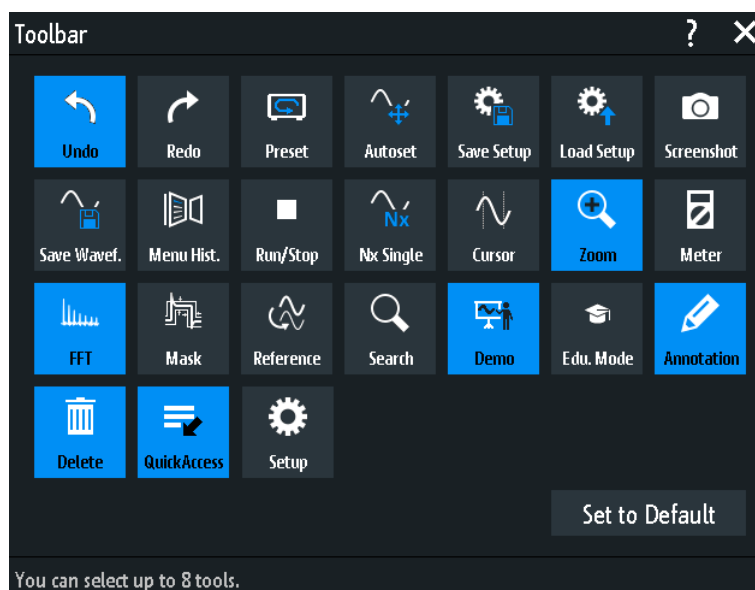 Toolbar ?
Undo Redo Preset Autoset Save Setup Load Setup Screenshot
Nx
Save Wavef. Menu Hist. Run/Stop Nx Single Cursor Zoom Meter
FFT Mask Reference Search Demo Edu. Mode Annotation
Delete QuickAccess Setup
Set to Default
You can select up to 8 tools.